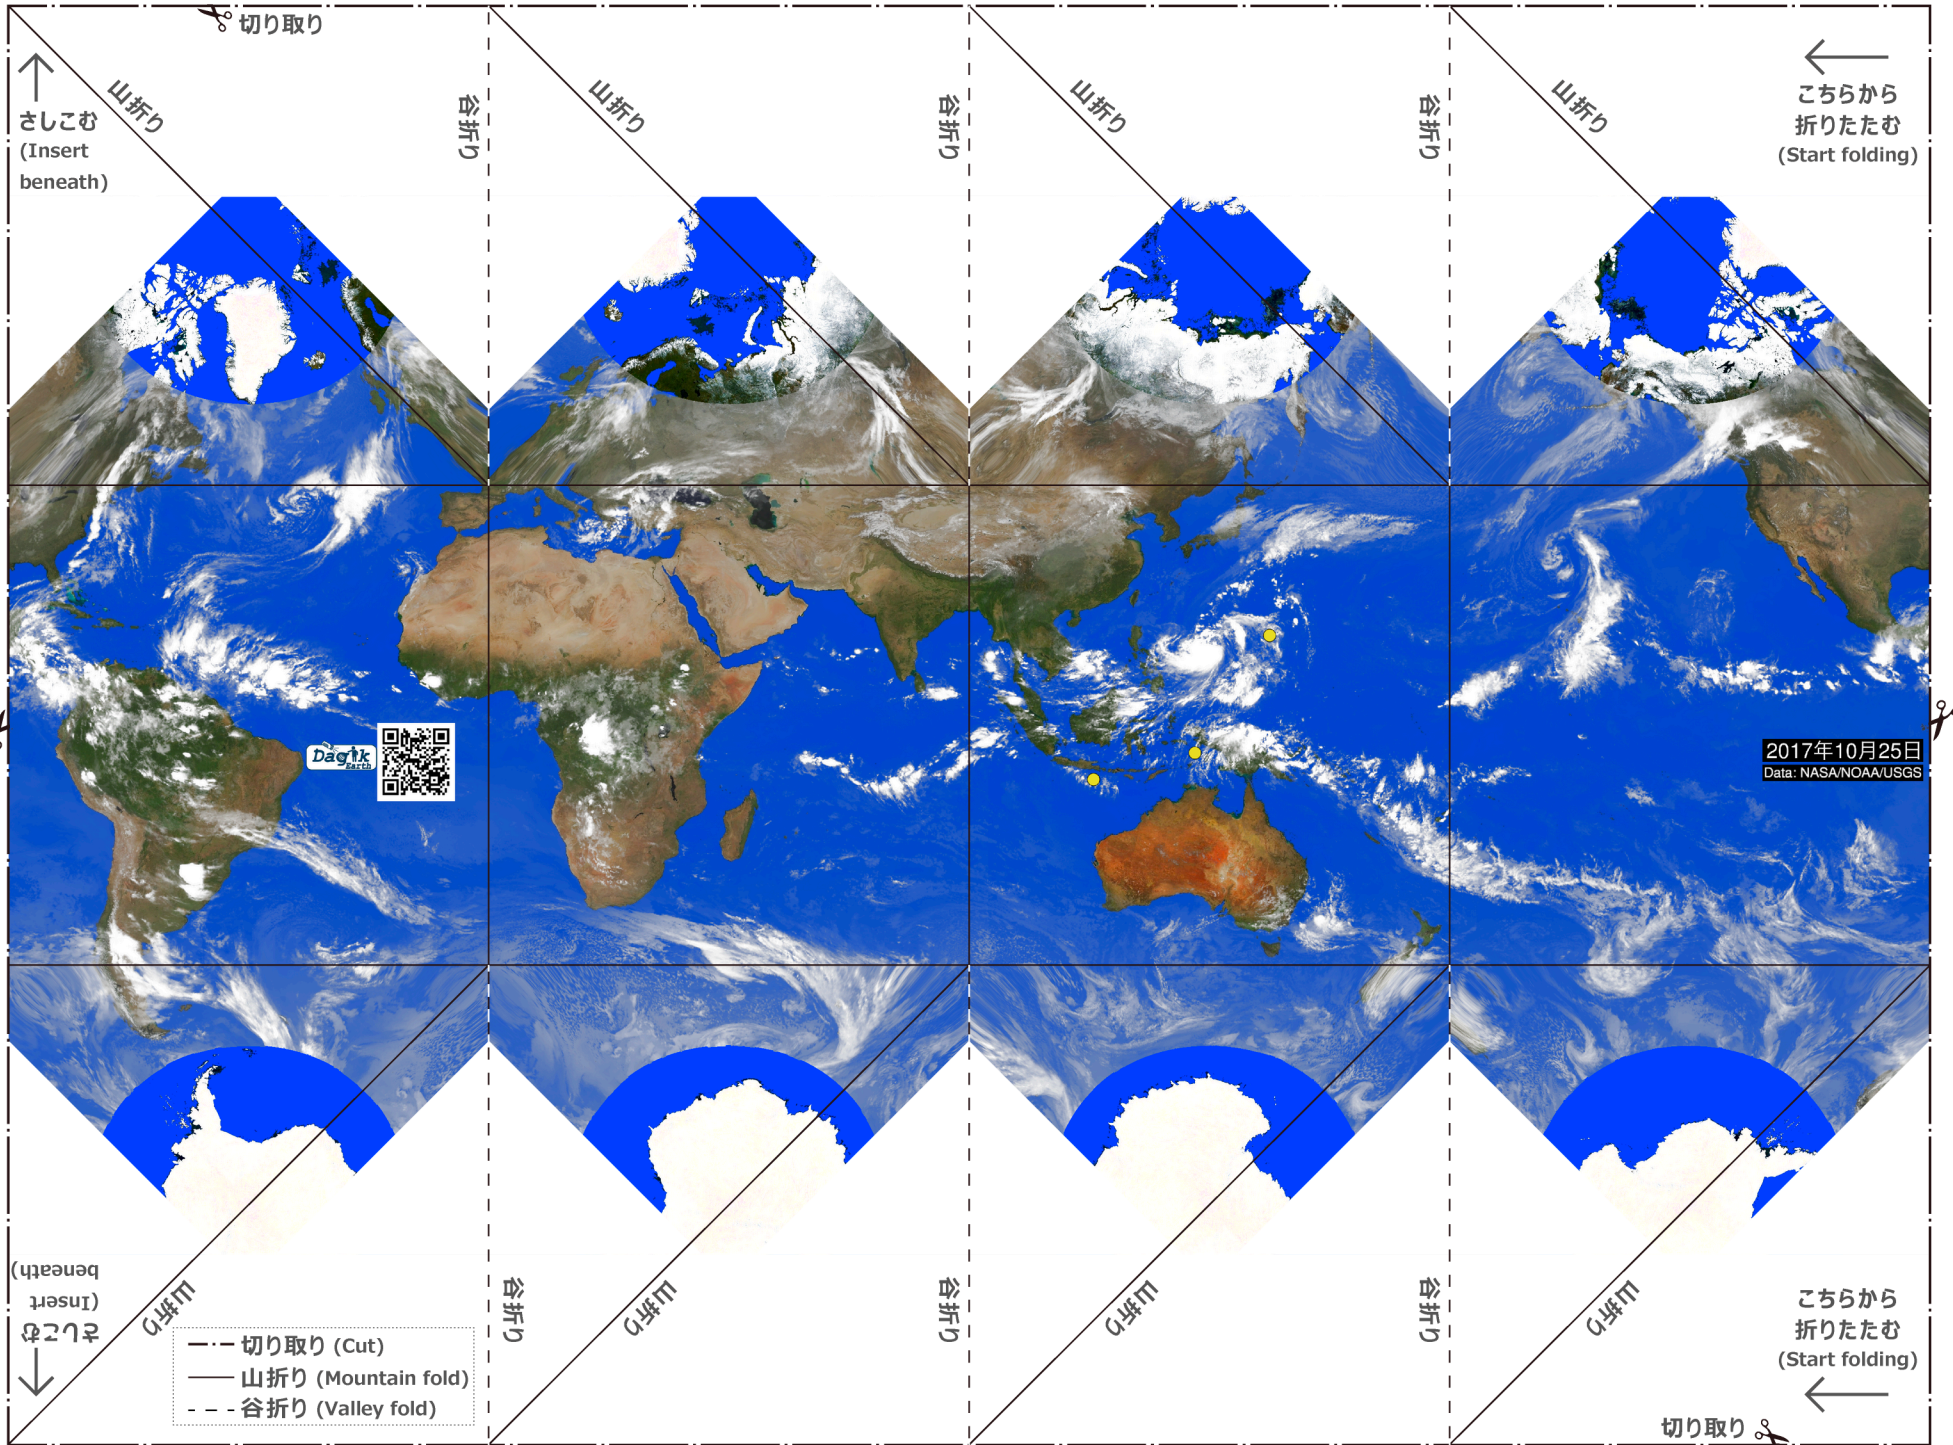 切り取り
さしこむ
(Insert
beneath)
山折り
谷折り
山折り
谷折り
山折り
谷折り
山折り
こちらから
折りたたむ
(Start folding)
Dagik
Earth
2017年10月25日
Data: NASA/NOAA/USGS
さしこむ
(Insert
beneath)
山折り
谷折り
山折り
谷折り
山折り
谷折り
山折り
こちらから
折りたたむ
(Start folding)
切り取り (Cut)
山折り (Mountain fold)
谷折り (Valley fold)
切り取り